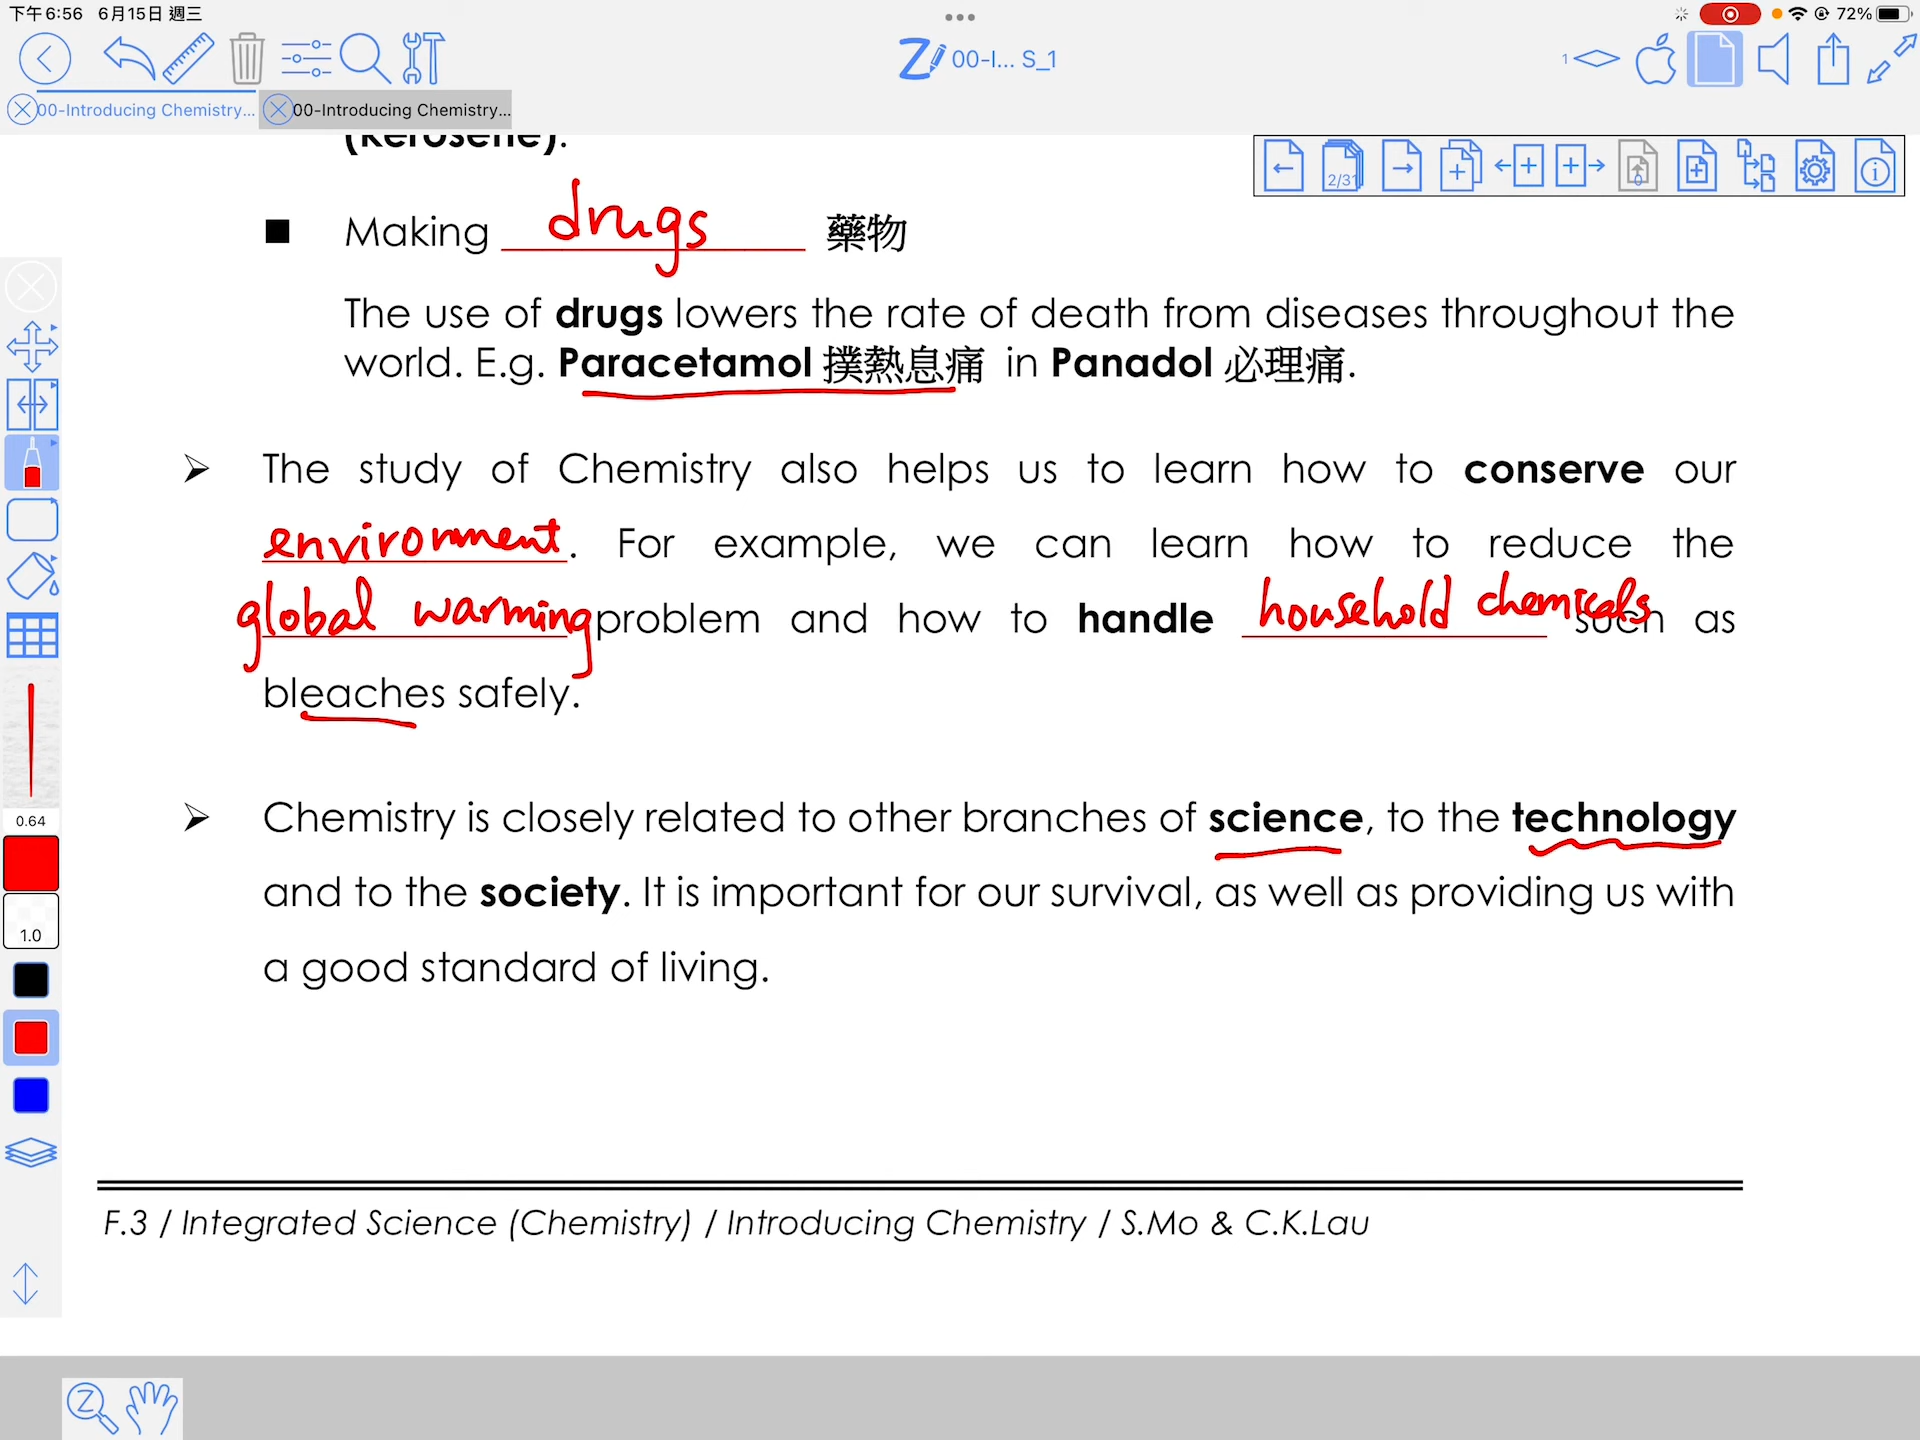 下午6:56 6月15日 週三
72%
00-I... S_1
1
00-Introducing Chemistry... 00-Introducing Chemistry...
(Kerosene).
2/31
0
■ Making drugs 藥物
The use of drugs lowers the rate of death from diseases throughout the
world. E.g. Paracetamol 撲熱息痛 in Panadol 必理痛.
➢ The study of Chemistry also helps us to learn how to conserve our
environment. For example, we can learn how to reduce the
global warming problem and how to handle household chemicals such as
bleaches safely.
0.64
➢ Chemistry is closely related to other branches of science, to the technology
and to the society. It is important for our survival, as well as providing us with
1.0
a good standard of living.
F.3 / Integrated Science (Chemistry) / Introducing Chemistry / S.Mo & C.K.Lau